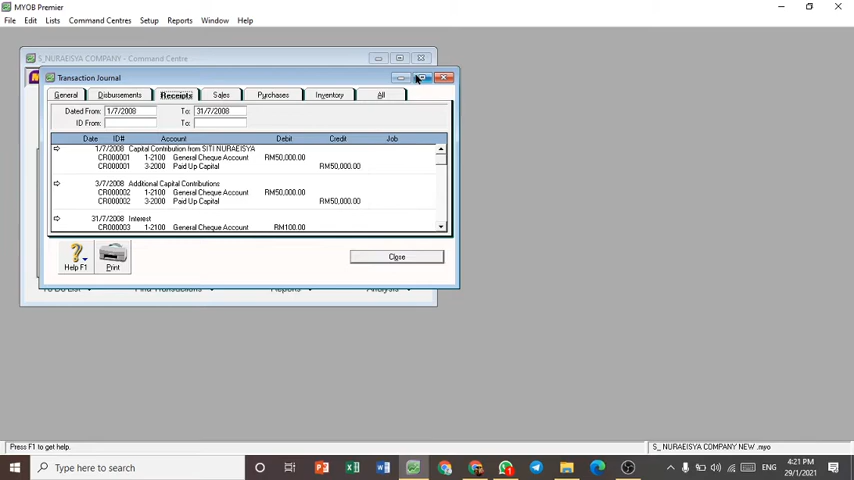 MYOB Premier
File Edit Lists Command Centres Setup Reports Window Help
S_NURAEISYA COMPANY - Command Centre
Transaction Journal
General Disbursements Receipts Sales Purchases Inventory All
Dated From: 1/7/2008 To: 31/7/2008
ID From: To:
Date ID# Account Debit Credit Job
1/7/2008 Capital Contribution from SITI NURAEISYA
CR000001 1-2100 General Cheque Account RM50,000.00
CR000001 3-2000 Paid Up Capital RM50,000.00
3/7/2008 Additional Capital Contributions
CR000002 1-2100 General Cheque Account RM50,000.00
CR000002 3-2000 Paid Up Capital RM50,000.00
31/7/2008 Interest
CR000003 1-2100 General Cheque Account RM100.00
Help F1 Print Close
To Do List Find Transactions Reports Analysis
Press F1 to get help. S_ NURAEISYA COMPANY NEW .myo
Type here to search
ENG
4:21 PM
29/1/2021